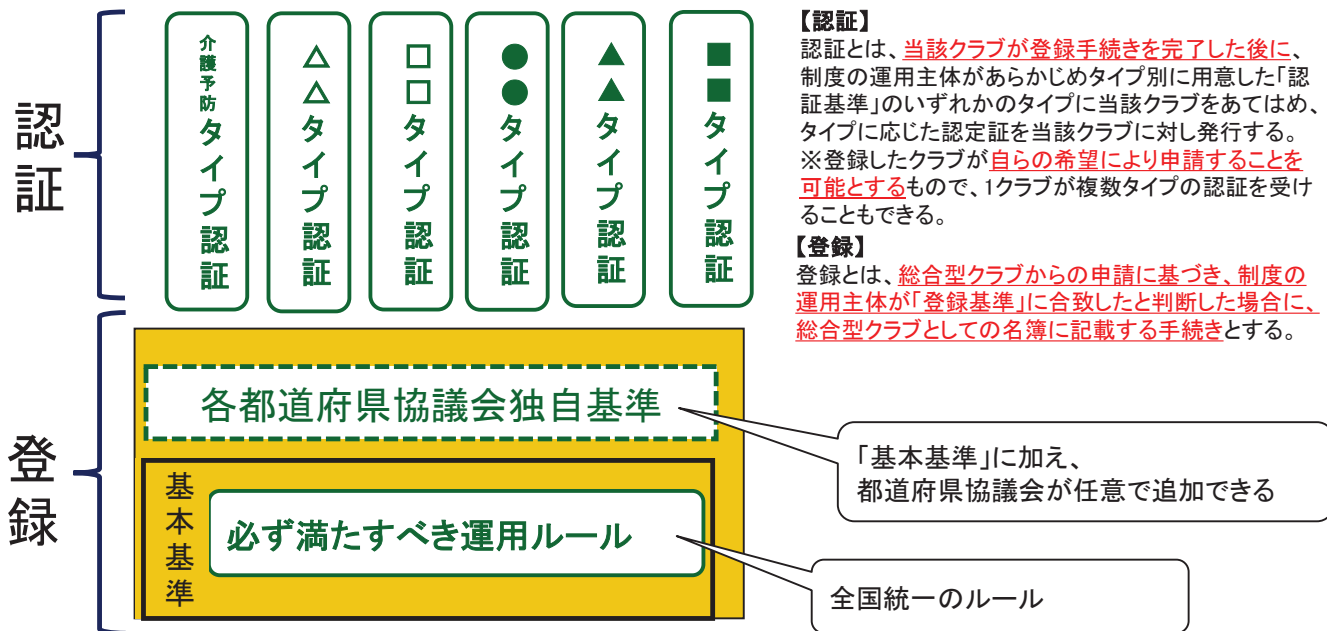 認証
介護予防タイプ認証
△△タイプ認証
□□タイプ認証
●●タイプ認証
▲▲タイプ認証
■■タイプ認証
【認証】
認証とは、当該クラブが登録手続きを完了した後に、
制度の運用主体があらかじめタイプ別に用意した「認
証基準」のいずれかのタイプに当該クラブをあてはめ、
タイプに応じた認定証を当該クラブに対し発行する。
※登録したクラブが自らの希望により申請することを
可能とするもので、1クラブが複数タイプの認証を受け
ることもできる。
【登録】
登録とは、総合型クラブからの申請に基づき、制度の
運用主体が「登録基準」に合致したと判断した場合に、
総合型クラブとしての名簿に記載する手続きとする。
登録
各都道府県協議会独自基準
基本基準
必ず満たすべき運用ルール
「基本基準」に加え、
都道府県協議会が任意で追加できる
全国統一のルール